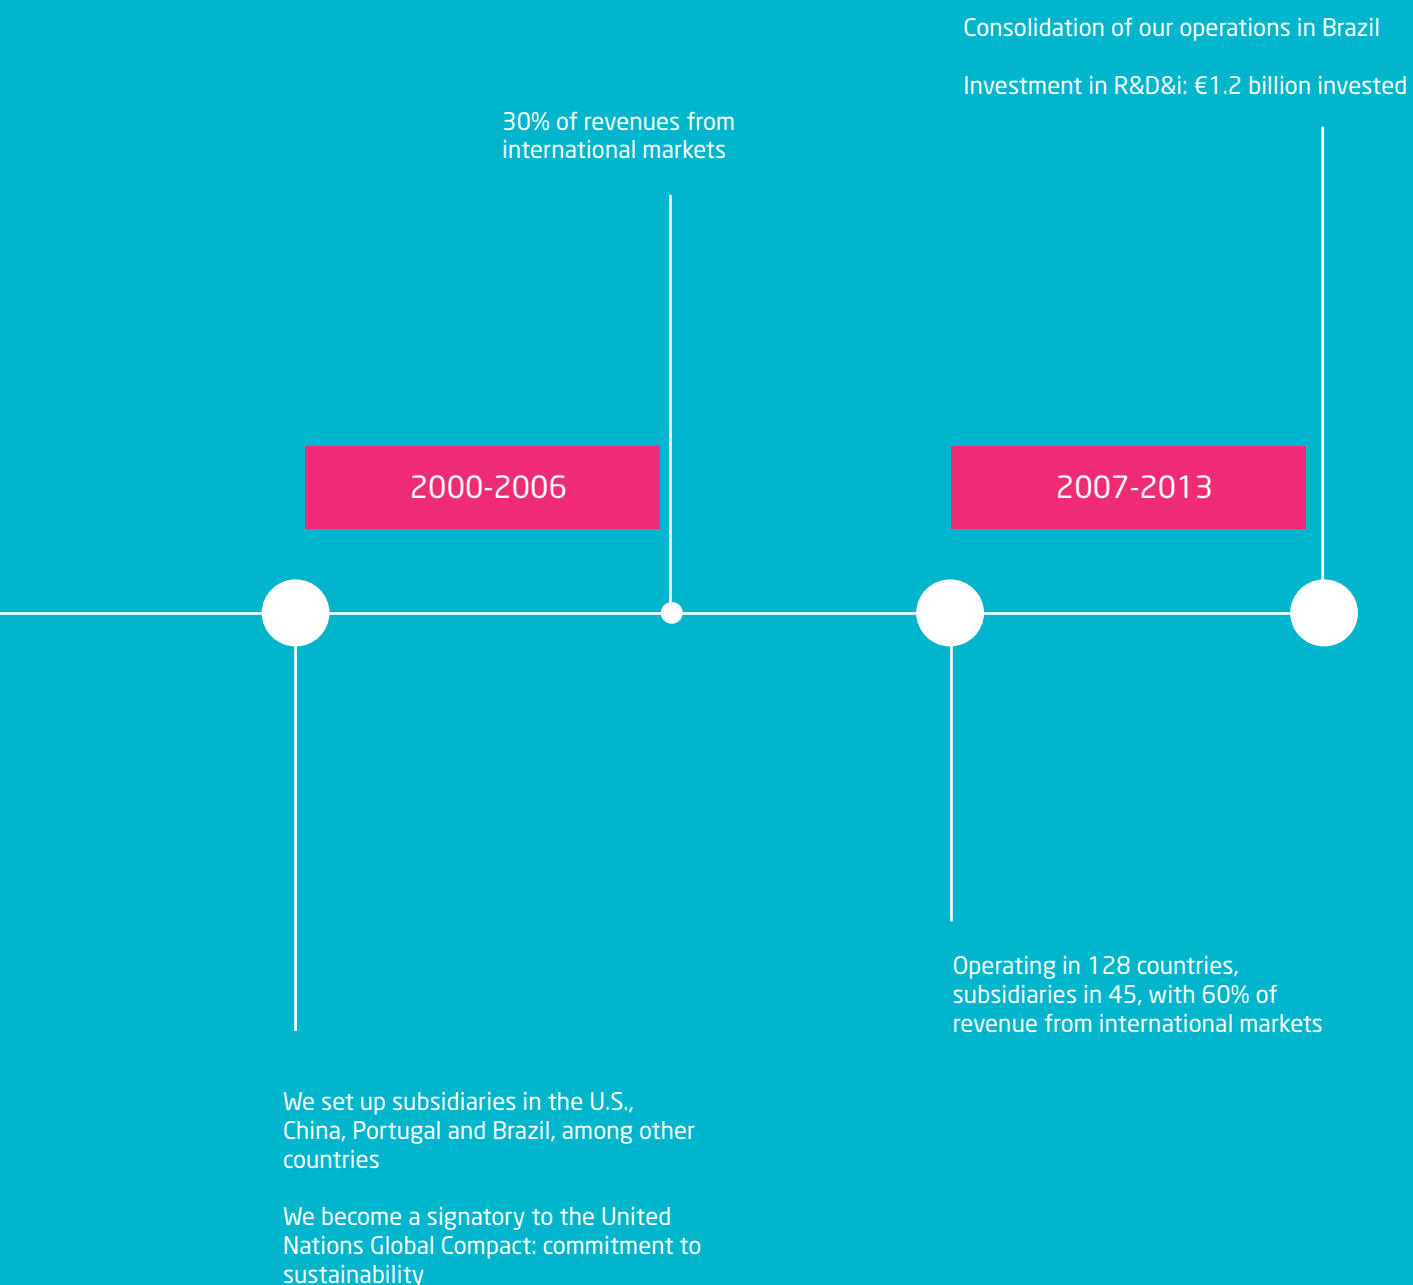 Consolidation of our operations in Brazil
Investment in R&D&i: €1.2 billion invested
30% of revenues from
international markets
2000-2006
2007-2013
Operating in 128 countries,
subsidiaries in 45, with 60% of
revenue from international markets
We set up subsidiaries in the U.S.,
China, Portugal and Brazil, among other
countries
We become a signatory to the United
Nations Global Compact: commitment to
sustainability